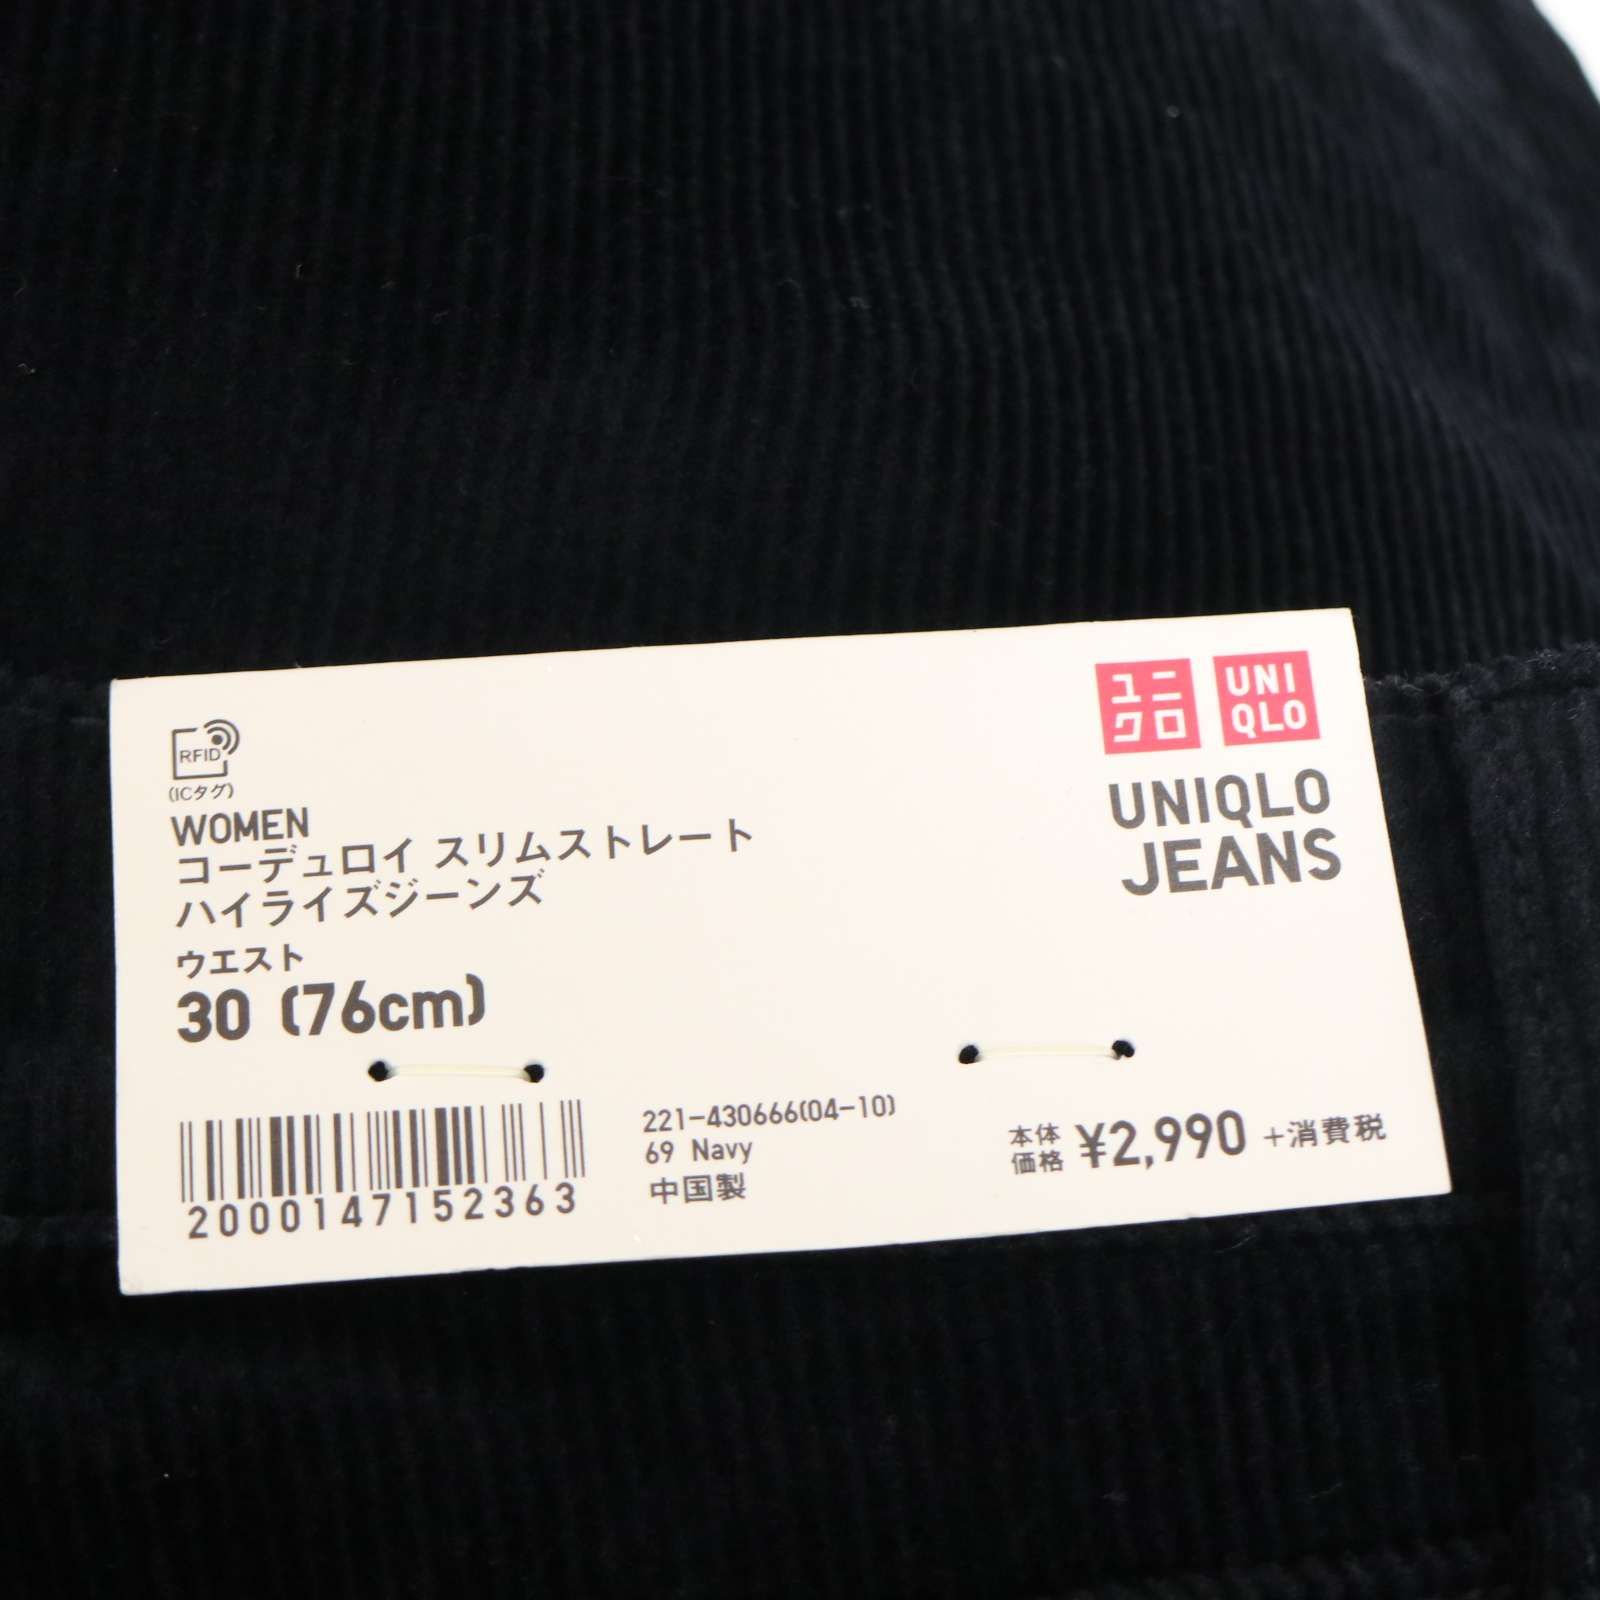 RFID
(ICタグ)
WOMEN
コーデュロイ スリムストレート
ハイライズジーンズ
ウエスト
30 (76cm)
2000147152363
221-430666(04-10)
69 Navy
中国製
ユニ
クロ
UNI
QLO
UNIQLO
JEANS
本体
価格 ¥2,990 +消費税